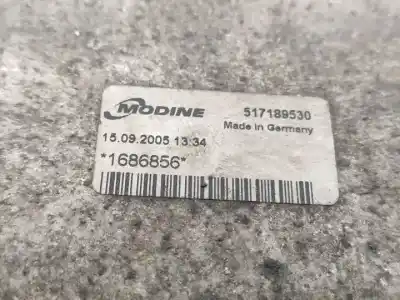 MODINE 517189530
Made in Germany
15.09.2005 13:34
*1686856*